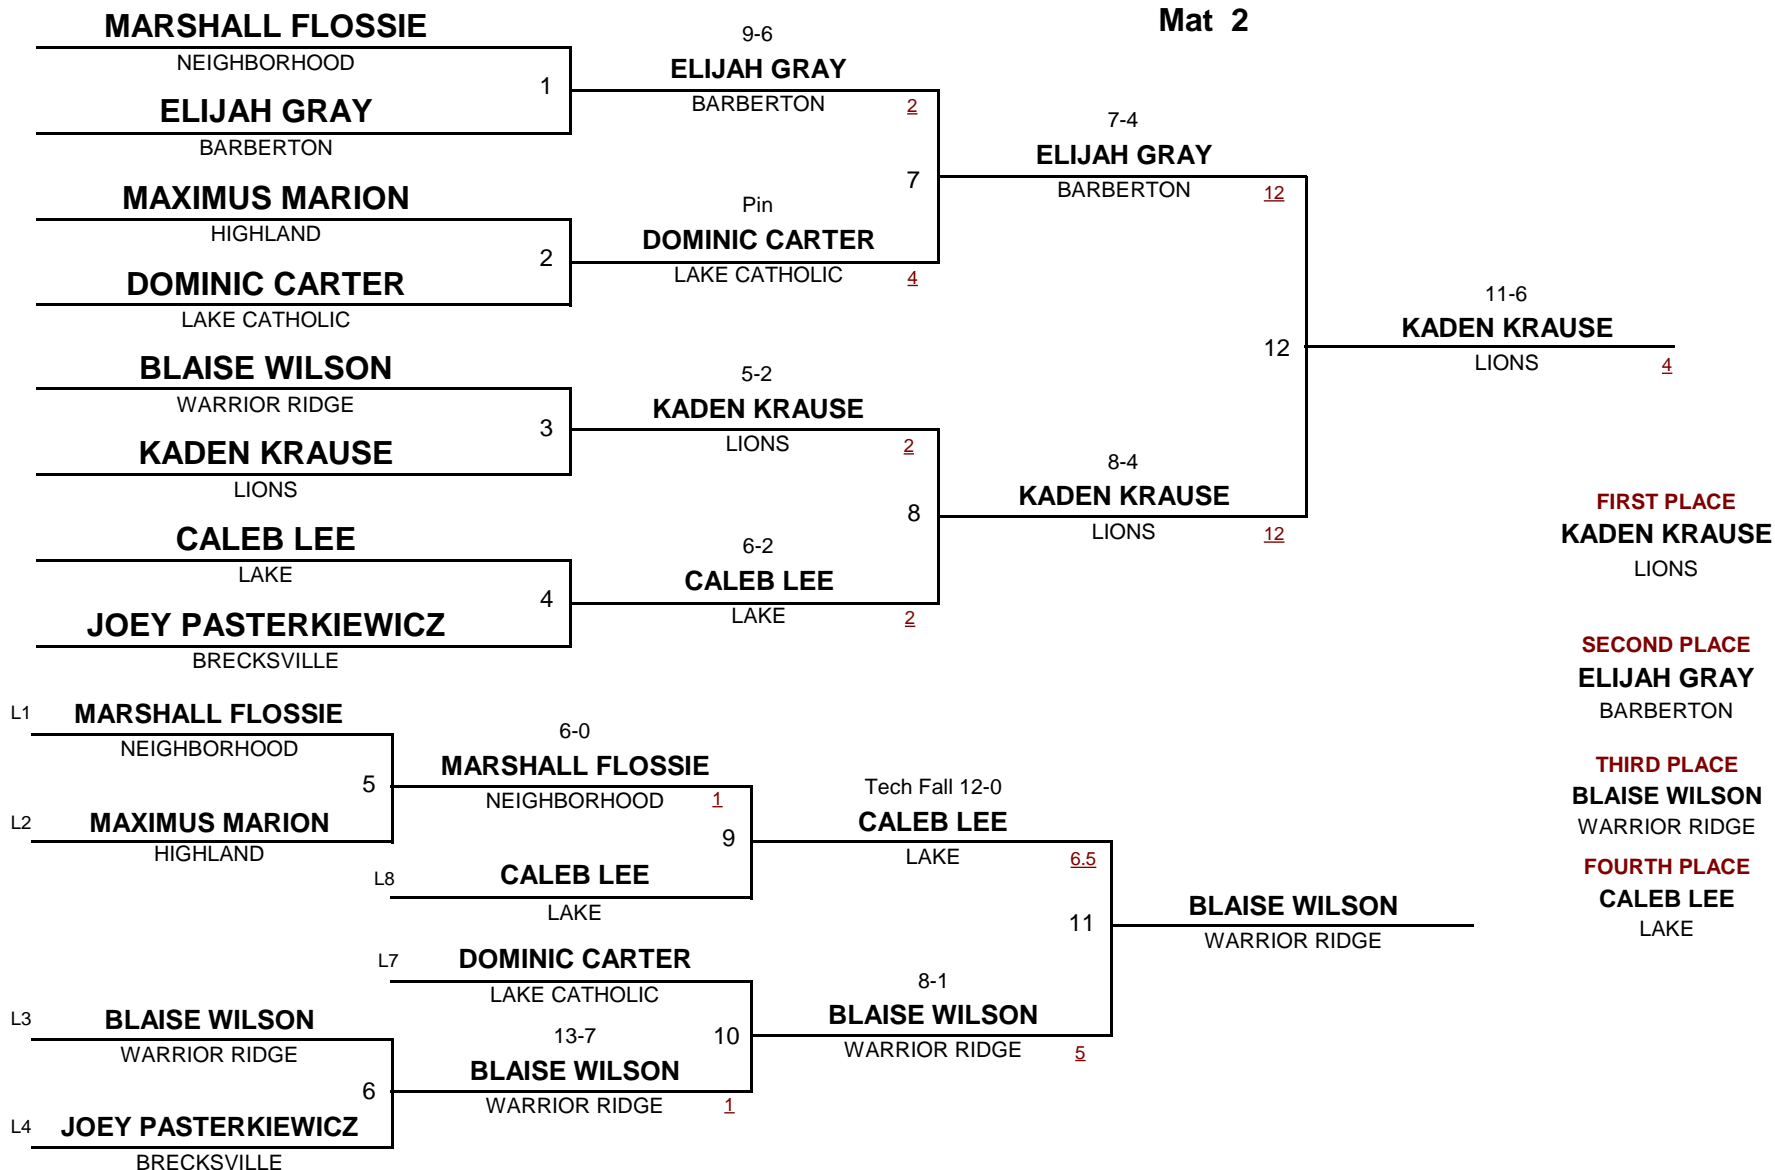 Mat 2
MARSHALL FLOSSIE
NEIGHBORHOOD
1
ELIJAH GRAY
BARBERTON
MAXIMUS MARION
HIGHLAND
2
DOMINIC CARTER
LAKE CATHOLIC
BLAISE WILSON
WARRIOR RIDGE
3
KADEN KRAUSE
LIONS
CALEB LEE
LAKE
4
JOEY PASTERKIEWICZ
BRECKSVILLE
9-6
ELIJAH GRAY
BARBERTON 2
7
Pin
DOMINIC CARTER
LAKE CATHOLIC 4
5-2
KADEN KRAUSE
LIONS 2
8
6-2
CALEB LEE
LAKE 2
7-4
ELIJAH GRAY
BARBERTON 12
12
8-4
KADEN KRAUSE
LIONS 12
11-6
KADEN KRAUSE
LIONS 4
FIRST PLACE
KADEN KRAUSE
LIONS
SECOND PLACE
ELIJAH GRAY
BARBERTON
THIRD PLACE
BLAISE WILSON
WARRIOR RIDGE
FOURTH PLACE
CALEB LEE
LAKE
L1 MARSHALL FLOSSIE
NEIGHBORHOOD
5
L2 MAXIMUS MARION
HIGHLAND
6-0
MARSHALL FLOSSIE
NEIGHBORHOOD 1
9
L8 CALEB LEE
LAKE
L7 DOMINIC CARTER
LAKE CATHOLIC
10
L3 BLAISE WILSON
WARRIOR RIDGE
6
L4 JOEY PASTERKIEWICZ
BRECKSVILLE
13-7
BLAISE WILSON
WARRIOR RIDGE 1
Tech Fall 12-0
CALEB LEE
LAKE 6.5
11
8-1
BLAISE WILSON
WARRIOR RIDGE 5
BLAISE WILSON
WARRIOR RIDGE